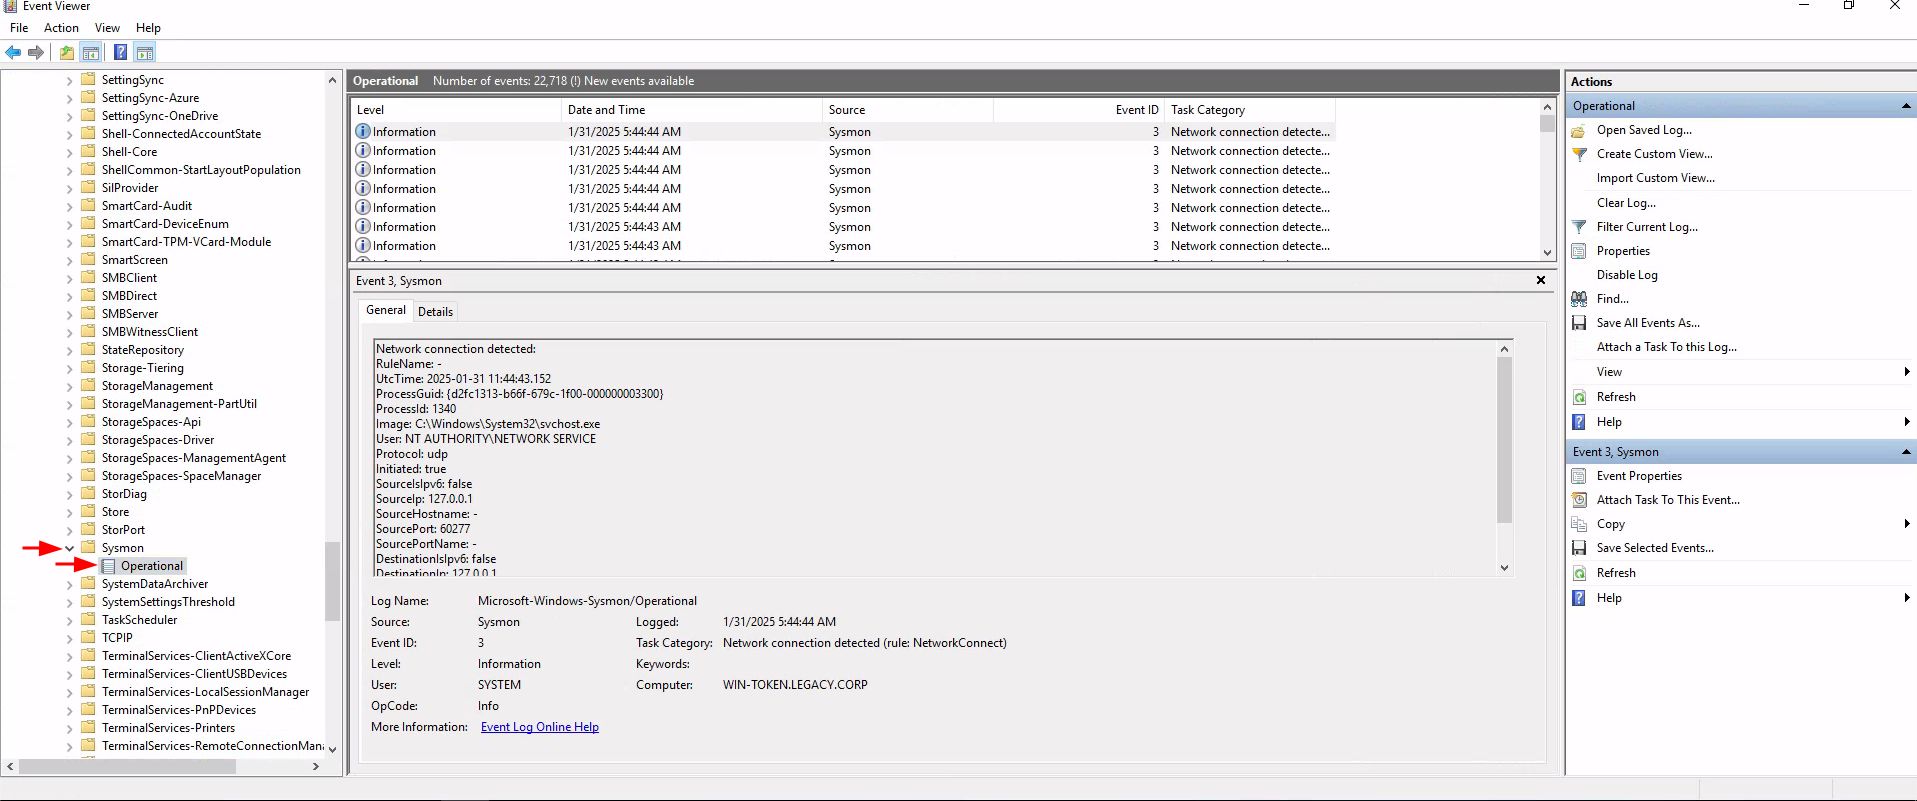 Event Viewer
File Action View Help
SettingSync
SettingSync-Azure
SettingSync-OneDrive
Shell-ConnectedAccountState
Shell-Core
ShellCommon-StartLayoutPopulation
SilProvider
SmartCard-Audit
SmartCard-DeviceEnum
SmartCard-TPM-VCard-Module
SmartScreen
SMBClient
SMBDirect
SMBServer
SMBWitnessClient
StateRepository
Storage-Tiering
StorageManagement
StorageManagement-PartUtil
StorageSpaces-Api
StorageSpaces-Driver
StorageSpaces-ManagementAgent
StorageSpaces-SpaceManager
StorDiag
Store
StorPort
Sysmon
Operational
SystemDataArchiver
SystemSettingsThreshold
TaskScheduler
TCPIP
TerminalServices-ClientActiveXCore
TerminalServices-ClientUSBDevices
TerminalServices-LocalSessionManager
TerminalServices-PnPDevices
TerminalServices-Printers
TerminalServices-RemoteConnectionMana
Operational Number of events: 22,718 (!) New events available
Level Date and Time Source Event ID Task Category
Information 1/31/2025 5:44:44 AM Sysmon 3 Network connection detecte...
Information 1/31/2025 5:44:44 AM Sysmon 3 Network connection detecte...
Information 1/31/2025 5:44:44 AM Sysmon 3 Network connection detecte...
Information 1/31/2025 5:44:44 AM Sysmon 3 Network connection detecte...
Information 1/31/2025 5:44:44 AM Sysmon 3 Network connection detecte...
Information 1/31/2025 5:44:43 AM Sysmon 3 Network connection detecte...
Information 1/31/2025 5:44:43 AM Sysmon 3 Network connection detecte...
Event 3, Sysmon
General Details
Network connection detected:
RuleName: -
UtcTime: 2025-01-31 11:44:43.152
ProcessGuid: {d2fc1313-b66f-679c-1f00-000000003300}
ProcessId: 1340
Image: C:\Windows\System32\svchost.exe
User: NT AUTHORITY\NETWORK SERVICE
Protocol: udp
Initiated: true
SourceIsIpv6: false
SourceIp: 127.0.0.1
SourceHostname: -
SourcePort: 60277
SourcePortName: -
DestinationIsIpv6: false
DestinationIp: 127.0.0.1
Log Name: Microsoft-Windows-Sysmon/Operational
Source: Sysmon Logged: 1/31/2025 5:44:44 AM
Event ID: 3 Task Category: Network connection detected (rule: NetworkConnect)
Level: Information Keywords:
User: SYSTEM Computer: WIN-TOKEN.LEGACY.CORP
OpCode: Info
More Information: Event Log Online Help
Actions
Operational
Open Saved Log...
Create Custom View...
Import Custom View...
Clear Log...
Filter Current Log...
Properties
Disable Log
Find...
Save All Events As...
Attach a Task To this Log...
View
Refresh
Help
Event 3, Sysmon
Event Properties
Attach Task To This Event...
Copy
Save Selected Events...
Refresh
Help